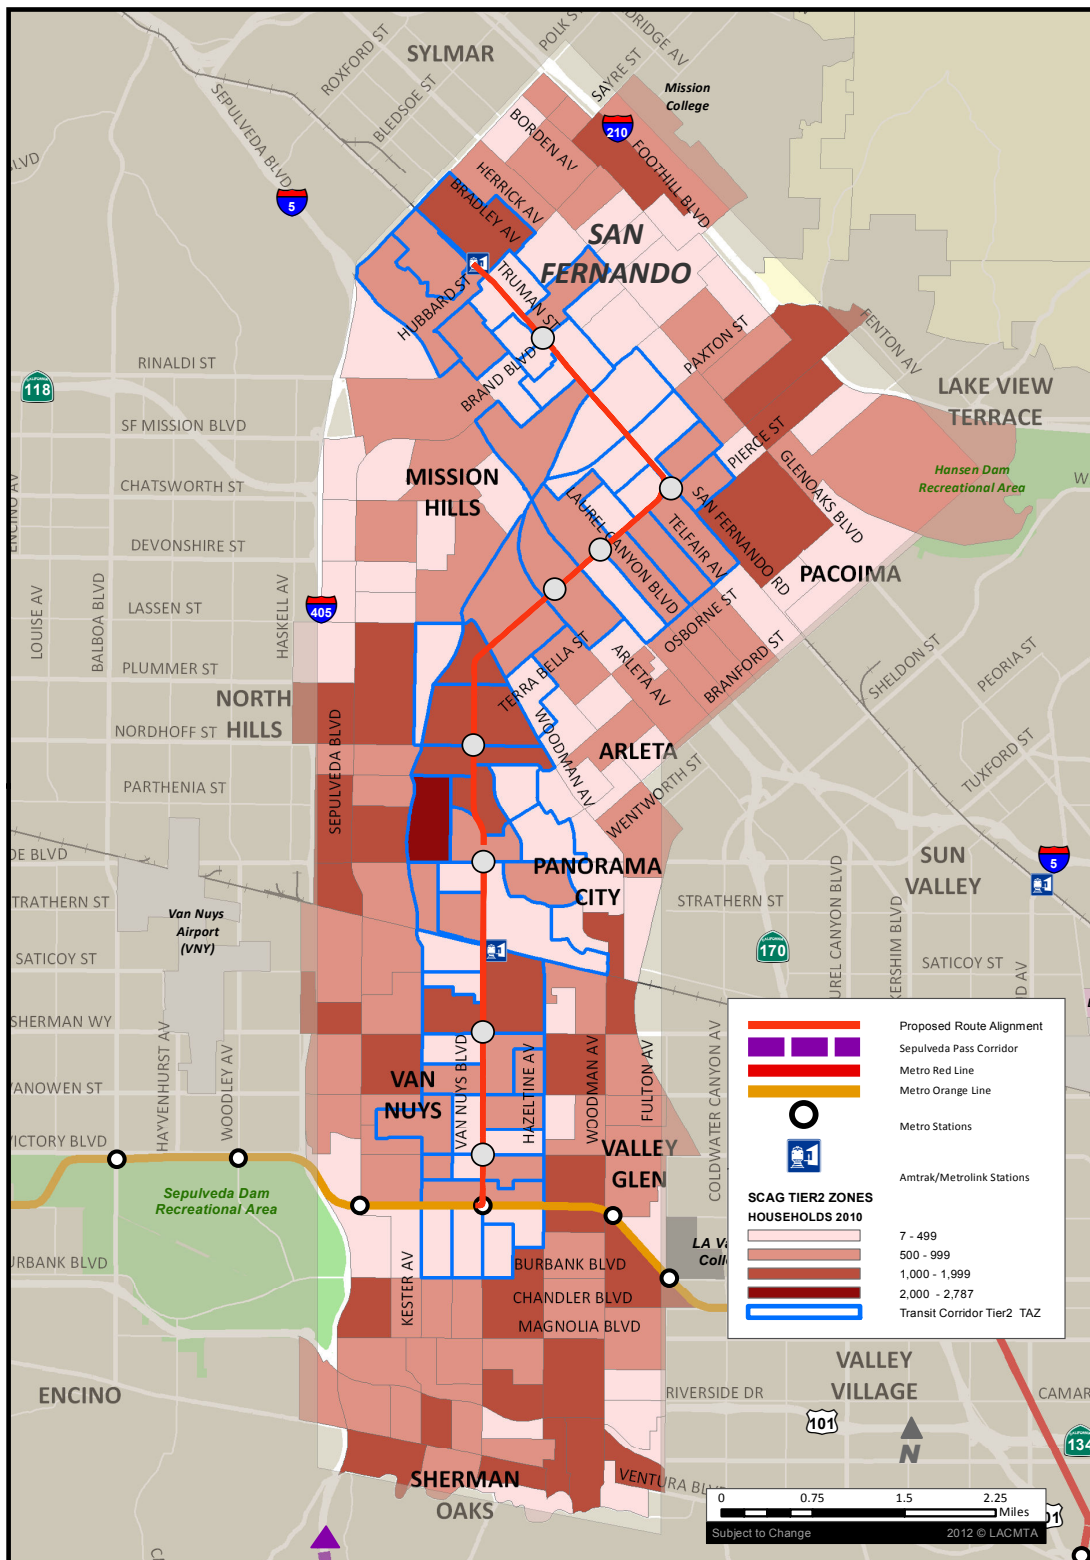 SYLMAR
POLK ST
ROXFORD ST
BLEDSOE ST
SAYRE ST
Mission
College
210
SEPULVEDA BLVD
BORDEN AV
FOOTHILL BLVD
HERRICK AV
BRADLEY AV
5
SAN
FERNANDO
TRUMAN ST
HUBBARD ST
PAXTON ST
FENTON AV
BRAND BLVD
RINALDI ST
118
LAKE VIEW
TERRACE
SF MISSION BLVD
PIERCE ST
MISSION
HILLS
GLENOAKS BLVD
Hansen Dam
Recreational Area
CHATSWORTH ST
LAUREL CANYON BLVD
SAN FERNANDO RD
TELFAIR AV
DEVONSHIRE ST
PACOIMA
LOUISE AV
BALBOA BLVD
HASKELL AV
LASSEN ST
405
OSBORNE ST
SHELDON ST
PEORIA ST
PLUMMER ST
TERRA BELLA ST
ARLETA AV
BRANFORD ST
NORTH
HILLS
NORDHOFF ST
SEPULVEDA BLVD
WOODMAN AV
ARLETA
TUXFORD ST
PARTHENIA ST
WENTWORTH ST
SUN
VALLEY
5
PANORAMA
CITY
STRATHERN ST
Van Nuys
Airport
(VNY)
170
SATICOY ST
SATICOY ST
SHERMAN WY
HAYVENHURST AV
WOODLEY AV
VAN
NUYS
VAN NUYS BLVD
HAZELTINE AV
WOODMAN AV
FULTON AV
COLDWATER CANYON AV
VALLEY
GLEN
Sepulveda Dam
Recreational Area
KESTER AV
BURBANK BLVD
CHANDLER BLVD
MAGNOLIA BLVD
Proposed Route Alignment
Sepulveda Pass Corridor
Metro Red Line
Metro Orange Line
Metro Stations
Amtrak/Metrolink Stations
SCAG TIER2 ZONES
HOUSEHOLDS 2010
7 - 499
500 - 999
1,000 - 1,999
2,000 - 2,787
Transit Corridor Tier2 TAZ
VALLEY
VILLAGE
ENCINO
RIVERSIDE DR
101
134
N
SHERMAN
OAKS
0 0.75 1.5 2.25
Miles
Subject to Change 2012 © LACMTA